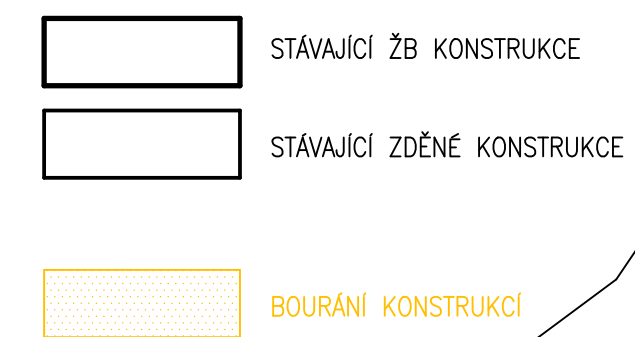 STÁVAJÍCÍ ŽB KONSTRUKCE
STÁVAJÍCÍ ZDĚNÉ KONSTRUKCE
BOURÁNÍ KONSTRUKCÍ